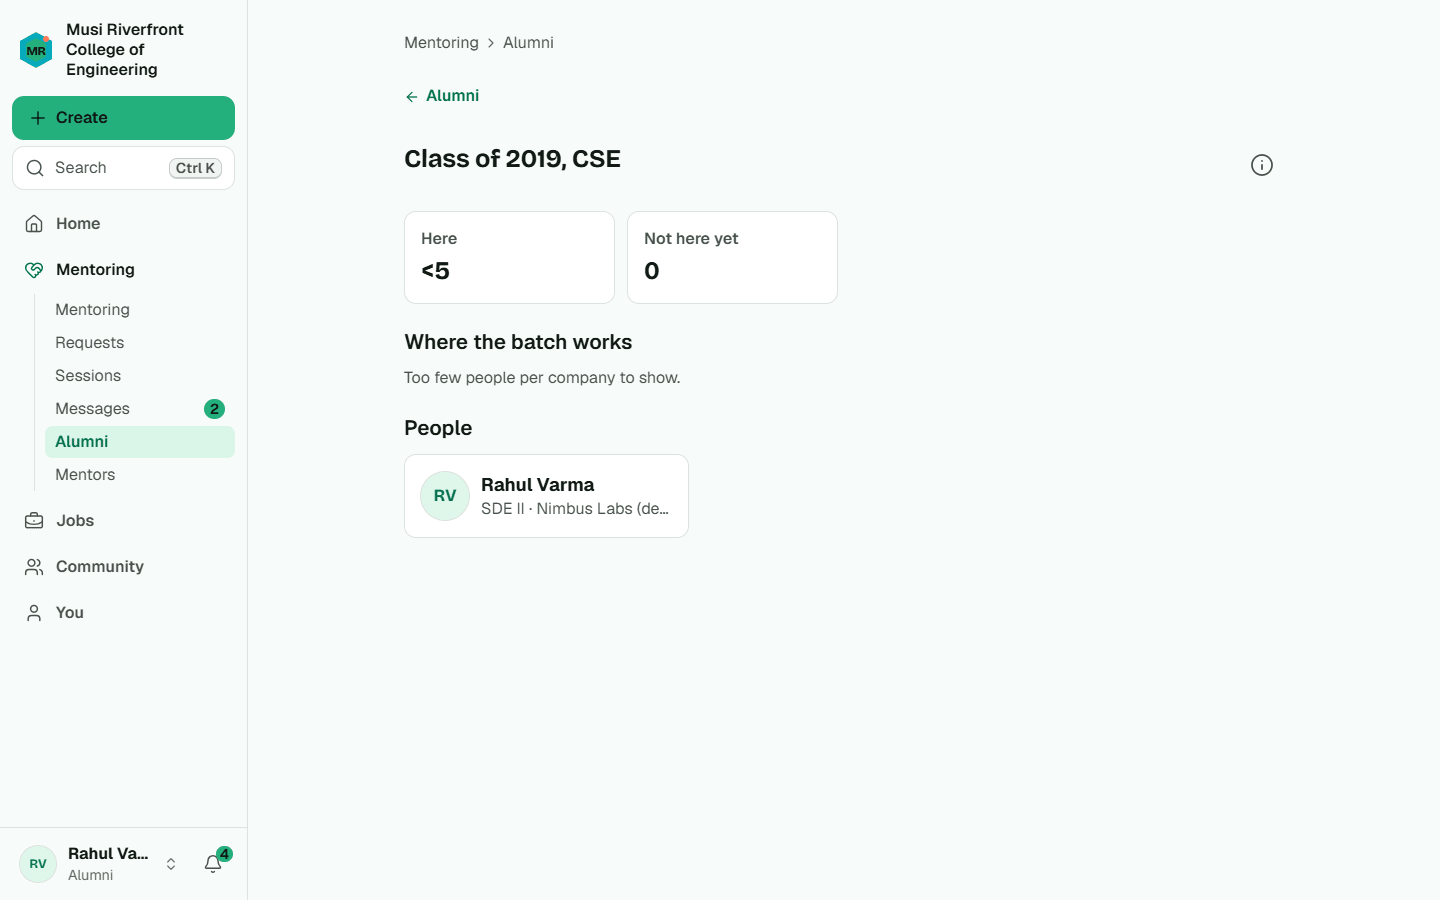 MR
Musi Riverfront
College of
Engineering
Create
Search
Ctrl K
Home
Mentoring
Mentoring
Requests
Sessions
Messages
2
Alumni
Mentors
Jobs
Community
You
RV
Rahul Va...
Alumni
4
Mentoring > Alumni
← Alumni
Class of 2019, CSE
Here
<5
Not here yet
0
Where the batch works
Too few people per company to show.
People
RV
Rahul Varma
SDE II · Nimbus Labs (de...